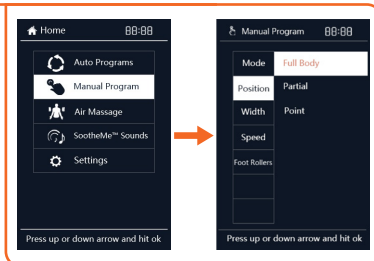 Home 88:88
Auto Programs
Manual Program
Air Massage
SootheMe™ Sounds
Settings
Press up or down arrow and hit ok
Manual Program 88:88
Mode Full Body
Position Partial
Width Point
Speed
Foot Rollers
Press up or down arrow and hit ok